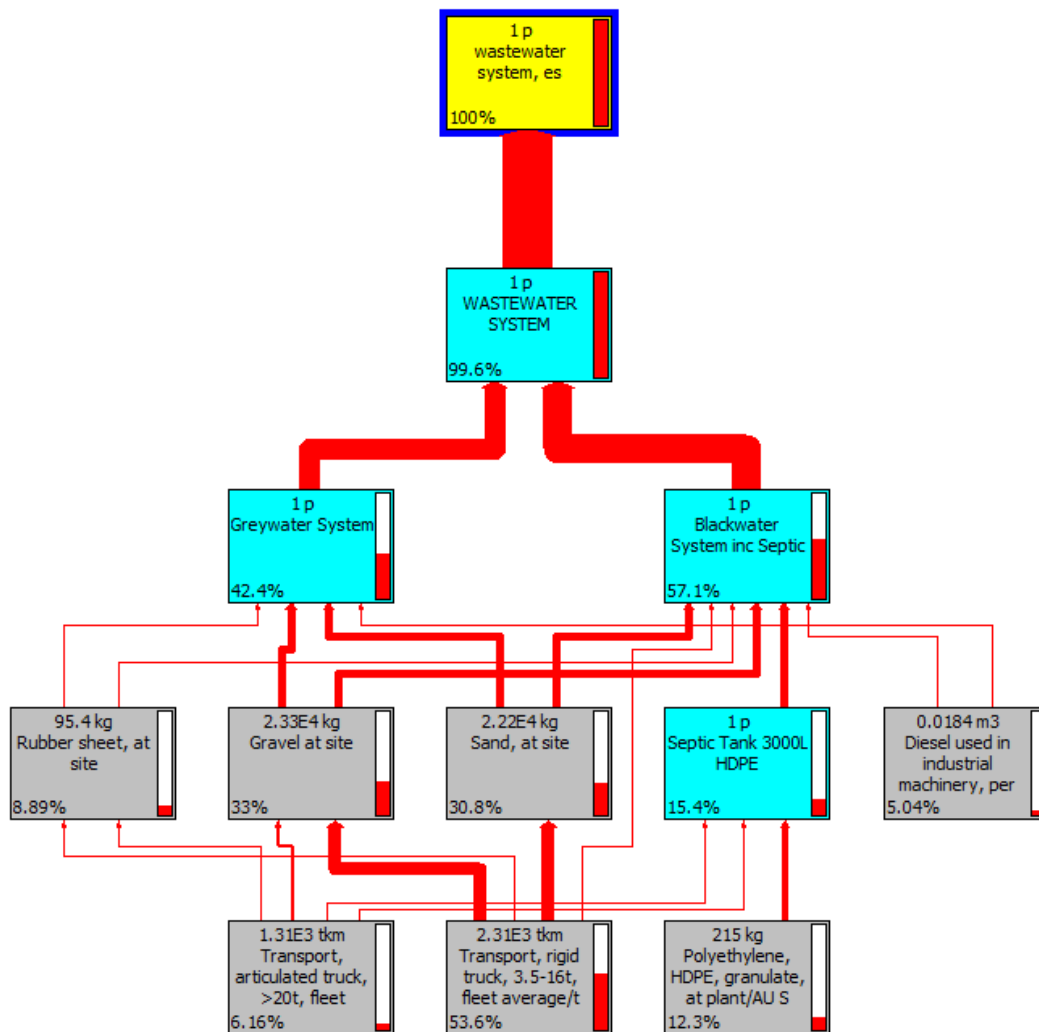 1 p
wastewater
system, es
100%
1 p
WASTEWATER
SYSTEM
99.6%
1 p
Greywater System
42.4%
1 p
Blackwater
System inc Septic
57.1%
95.4 kg
Rubber sheet, at
site
8.89%
2.33E4 kg
Gravel at site
33%
2.22E4 kg
Sand, at site
30.8%
1 p
Septic Tank 3000L
HDPE
15.4%
0.0184 m3
Diesel used in
industrial
machinery, per
5.04%
1.31E3 tkm
Transport,
articulated truck,
>20t, fleet
6.16%
2.31E3 tkm
Transport, rigid
truck, 3.5-16t,
fleet average/t
53.6%
215 kg
Polyethylene,
HDPE, granulate,
at plant/AU S
12.3%